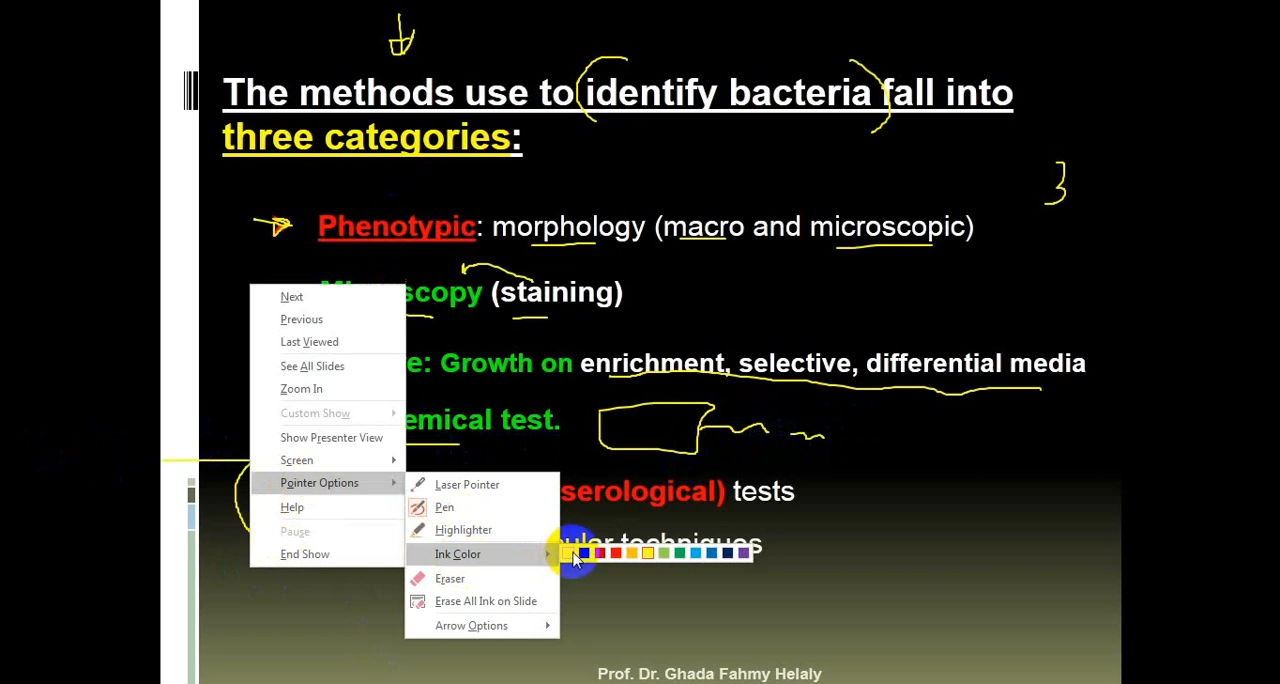 The methods use to identify bacteria fall into
three categories:
3
Phenotypic: morphology (macro and microscopic)
scopy (staining)
e: Growth on enrichment, selective, differential media
emical test.
serological) tests
ular techniques
Next
Previous
Last Viewed
See All Slides
Zoom In
Custom Show
Show Presenter View
Screen
Pointer Options
Help
Pause
End Show
Laser Pointer
Pen
Highlighter
Ink Color
Eraser
Erase All Ink on Slide
Arrow Options
Prof. Dr. Ghada Fahmy Helaly